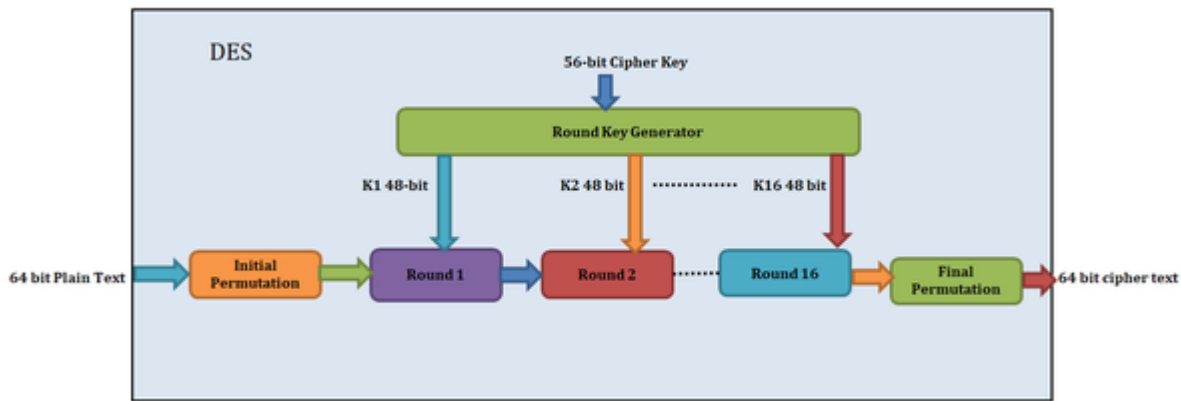 DES
56-bit Cipher Key
Round Key Generator
K1 48-bit
K2 48 bit
K16 48 bit
64 bit Plain Text
Initial
Permutation
Round 1
Round 2
Round 16
Final
Permutation
64 bit cipher text